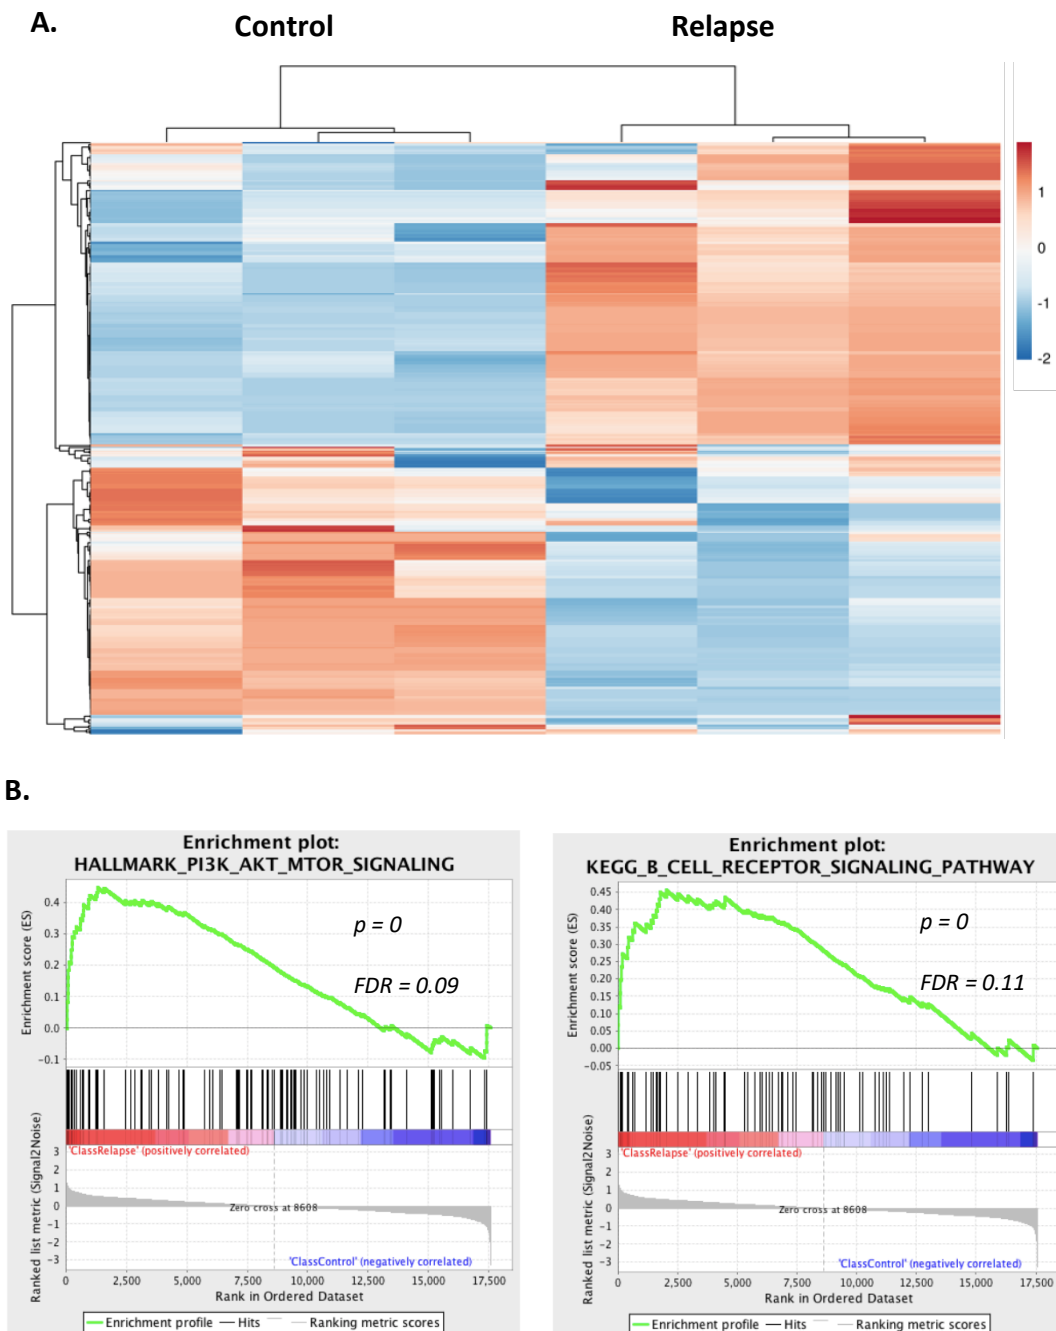 A.
Control Relapse
1
0
-1
-2
B.
Enrichment plot:
HALLMARK_PI3K_AKT_MTOR_SIGNALING
Enrichment score (ES)
0.4
0.3
0.2
0.1
0.0
-0.1
p = 0
FDR = 0.09
'ClassRelapse' (positively correlated)
Ranked list metric (Signal2Noise)
3
2
1
0
-1
-2
-3
Zero cross at 8608
'ClassControl' (negatively correlated)
0 2,500 5,000 7,500 10,000 12,500 15,000 17,500
Rank in Ordered Dataset
Enrichment profile Hits Ranking metric scores
Enrichment plot:
KEGG_B_CELL_RECEPTOR_SIGNALING_PATHWAY
Enrichment score (ES)
0.45
0.40
0.35
0.30
0.25
0.20
0.15
0.10
0.05
0.00
-0.05
p = 0
FDR = 0.11
'ClassRelapse' (positively correlated)
Ranked list metric (Signal2Noise)
3
2
1
0
-1
-2
-3
Zero cross at 8608
'ClassControl' (negatively correlated)
0 2,500 5,000 7,500 10,000 12,500 15,000 17,500
Rank in Ordered Dataset
Enrichment profile Hits Ranking metric scores